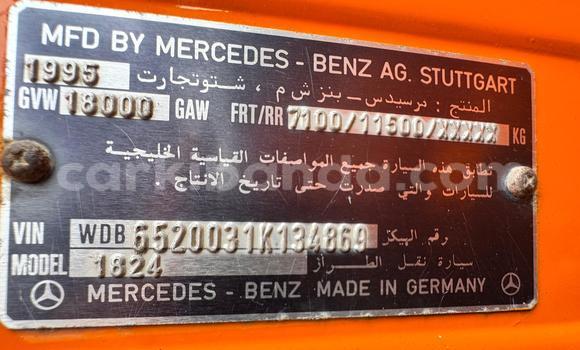 MFD BY MERCEDES - BENZ AG. STUTTGART
1995 المنتج : مرسيدس – بنز ش م ، شتوتجارت
GVW 18000 GAW FRT/RR 7100/11500/XXXXX KG
تطابق هذه السيارة جميع المواصفات القياسية الخليجية
للسيارات والتي صدرت حتى تاريخ الانتاج .
VIN WDB 6520031K134869 رقم الهيكز
MODEL 1824 سيارة نقل الطراز
MERCEDES - BENZ MADE IN GERMANY